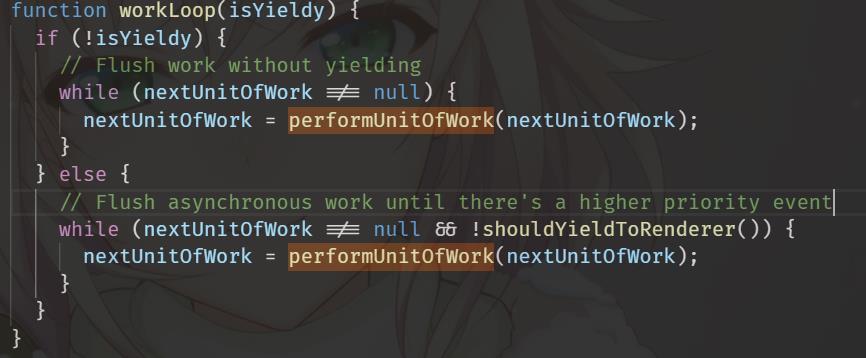 function workLoop(isYieldy) {
if (!isYieldy) {
// Flush work without yielding
while (nextUnitOfWork !== null) {
nextUnitOfWork = performUnitOfWork(nextUnitOfWork);
}
} else {
// Flush asynchronous work until there's a higher priority event
while (nextUnitOfWork !== null && !shouldYieldToRenderer()) {
nextUnitOfWork = performUnitOfWork(nextUnitOfWork);
}
}
}